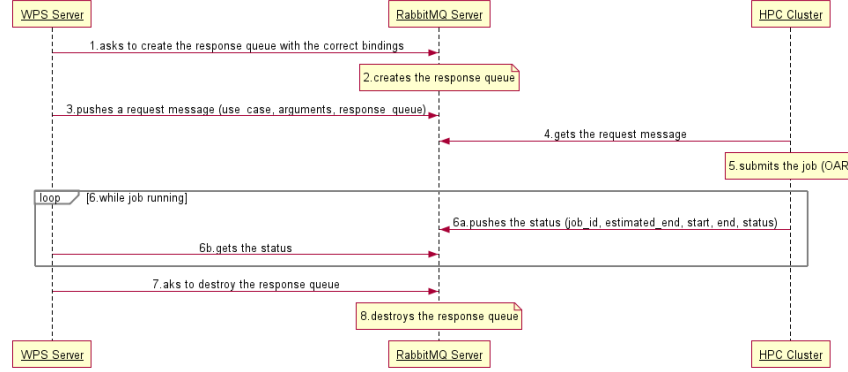 WPS Server
RabbitMQ Server
HPC Cluster
1.asks to create the response queue with the correct bindings
2.creates the response queue
3.pushes a request message (use_case, arguments, response_queue)
4.gets the request message
5.submits the job (OAR
loop
[6.while job running]
6a.pushes the status (job_id, estimated_end, start, end, status)
6b.gets the status
7.aks to destroy the response queue
8.destroys the response queue
WPS Server
RabbitMQ Server
HPC Cluster